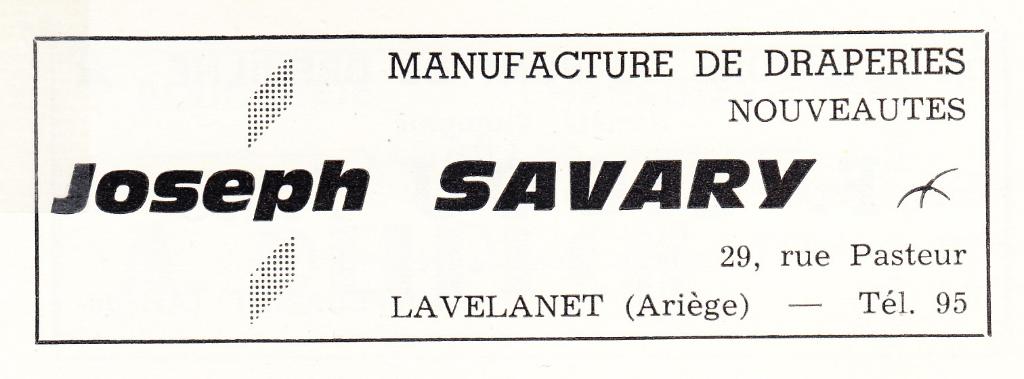 MANUFACTURE DE DRAPERIES
NOUVEAUTES
Joseph SAVARY
29, rue Pasteur
LAVELANET (Ariège) — Tél. 95